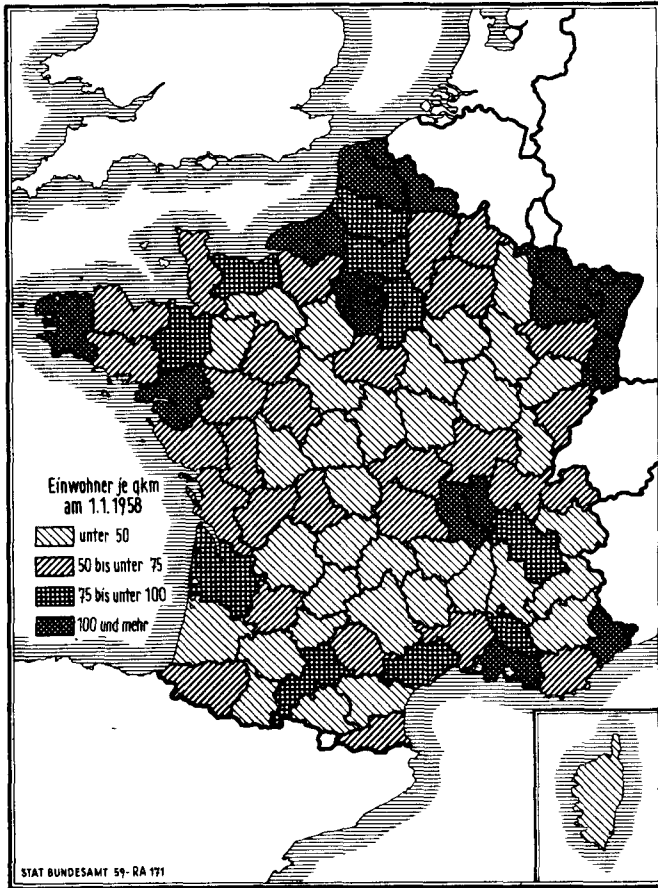 Einwohner je qkm
am 1.1.1958
unter 50
50 bis unter 75
75 bis unter 100
100 und mehr
STAT BUNDESAMT 59-RA 171